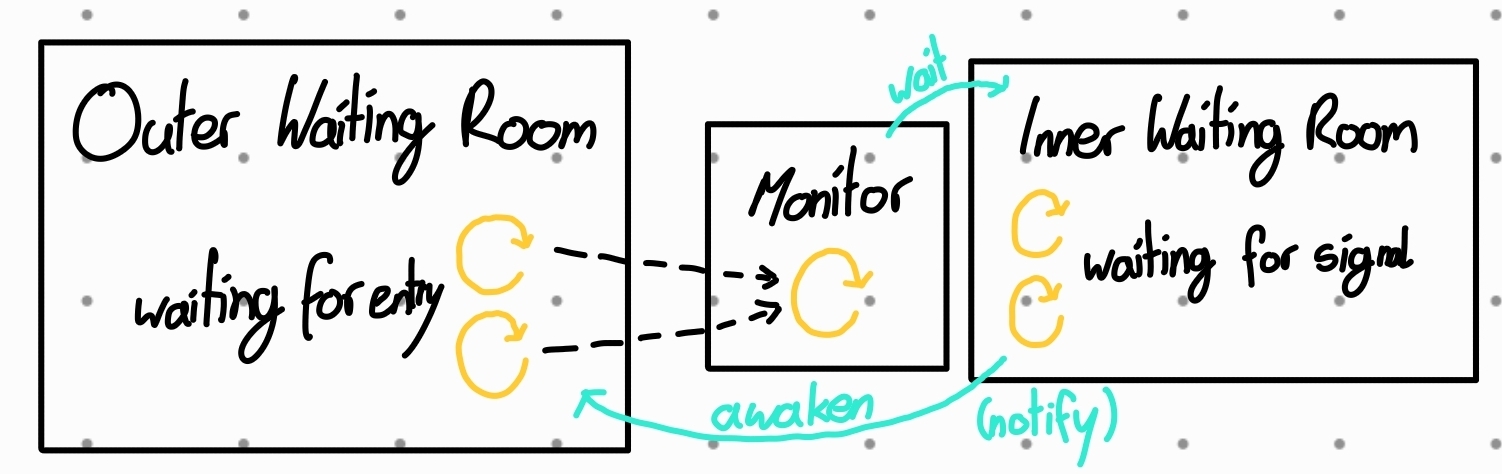 Outer Waiting Room
waiting for entry
Monitor
wait
Inner Waiting Room
waiting for signal
awaken
(notify)